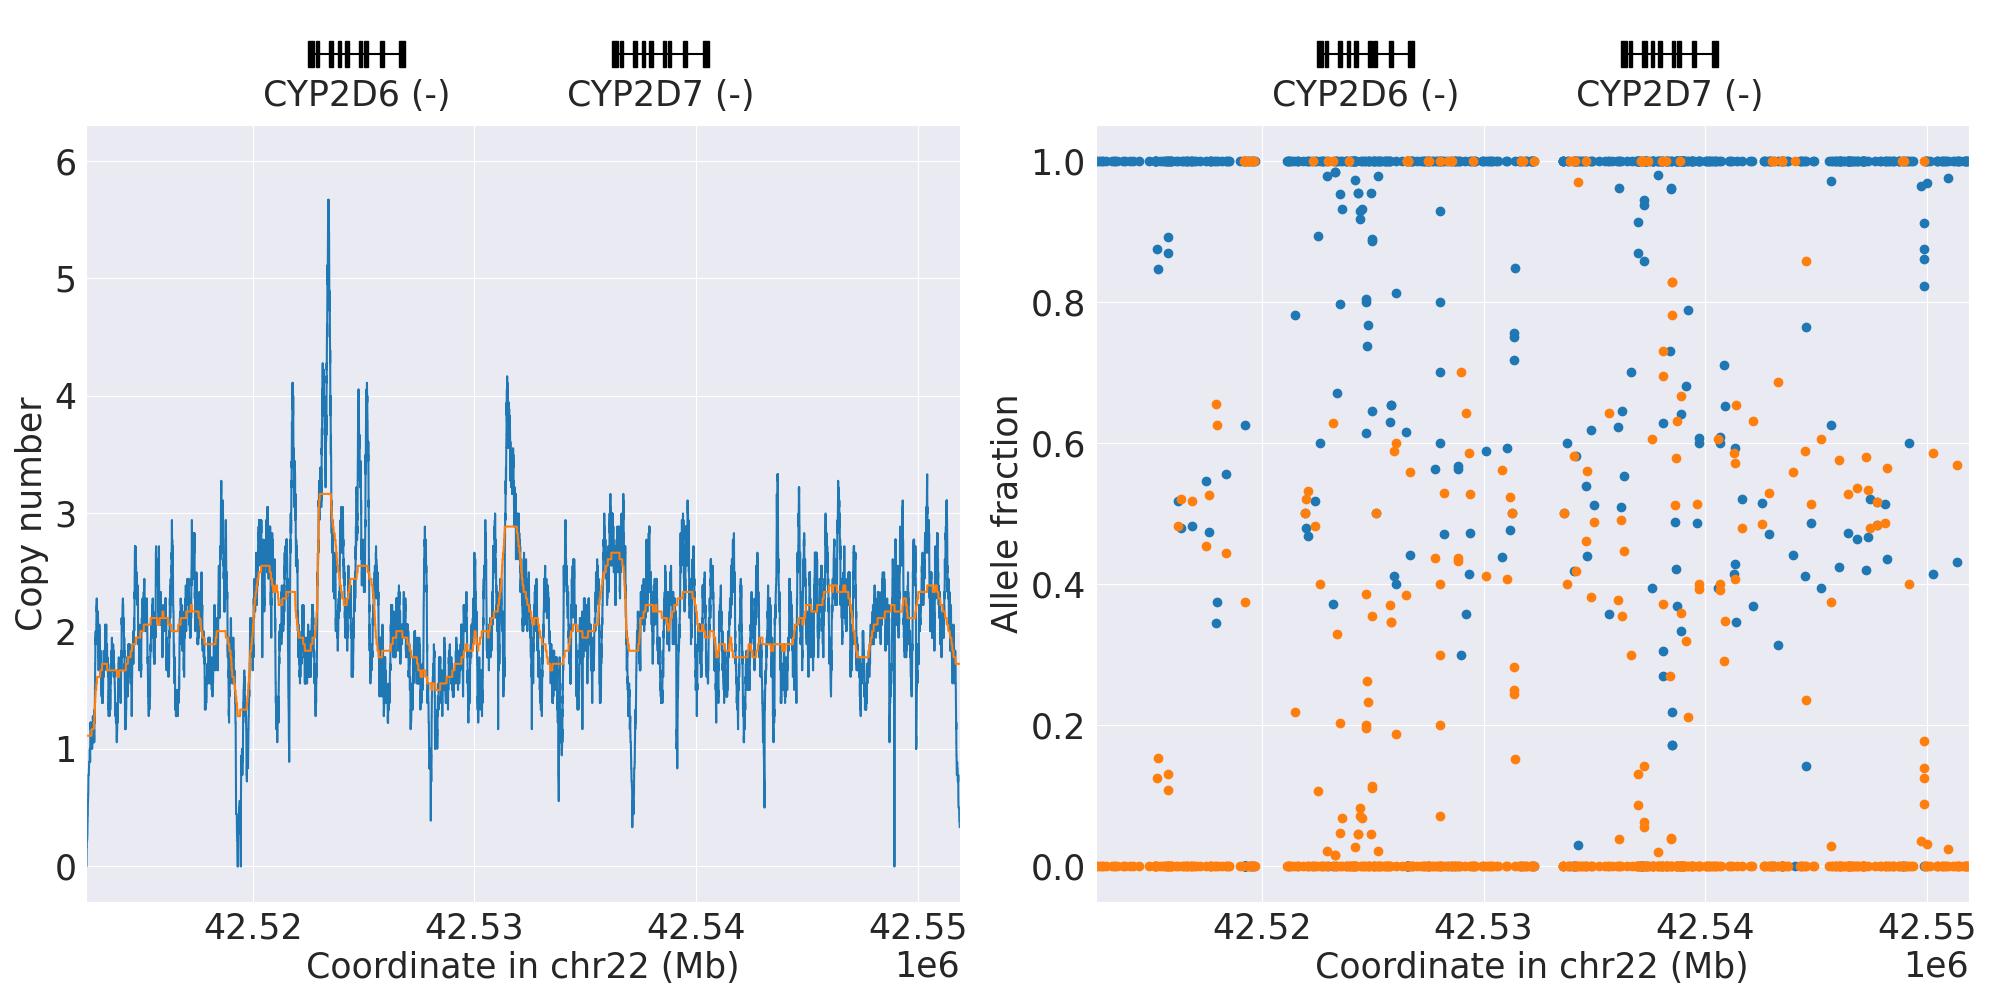 CYP2D6 (-) CYP2D7 (-)
Copy number
6
5
4
3
2
1
0
42.52 42.53 42.54 42.55
Coordinate in chr22 (Mb) 1e6
CYP2D6 (-) CYP2D7 (-)
Allele fraction
1.0
0.8
0.6
0.4
0.2
0.0
42.52 42.53 42.54 42.55
Coordinate in chr22 (Mb) 1e6